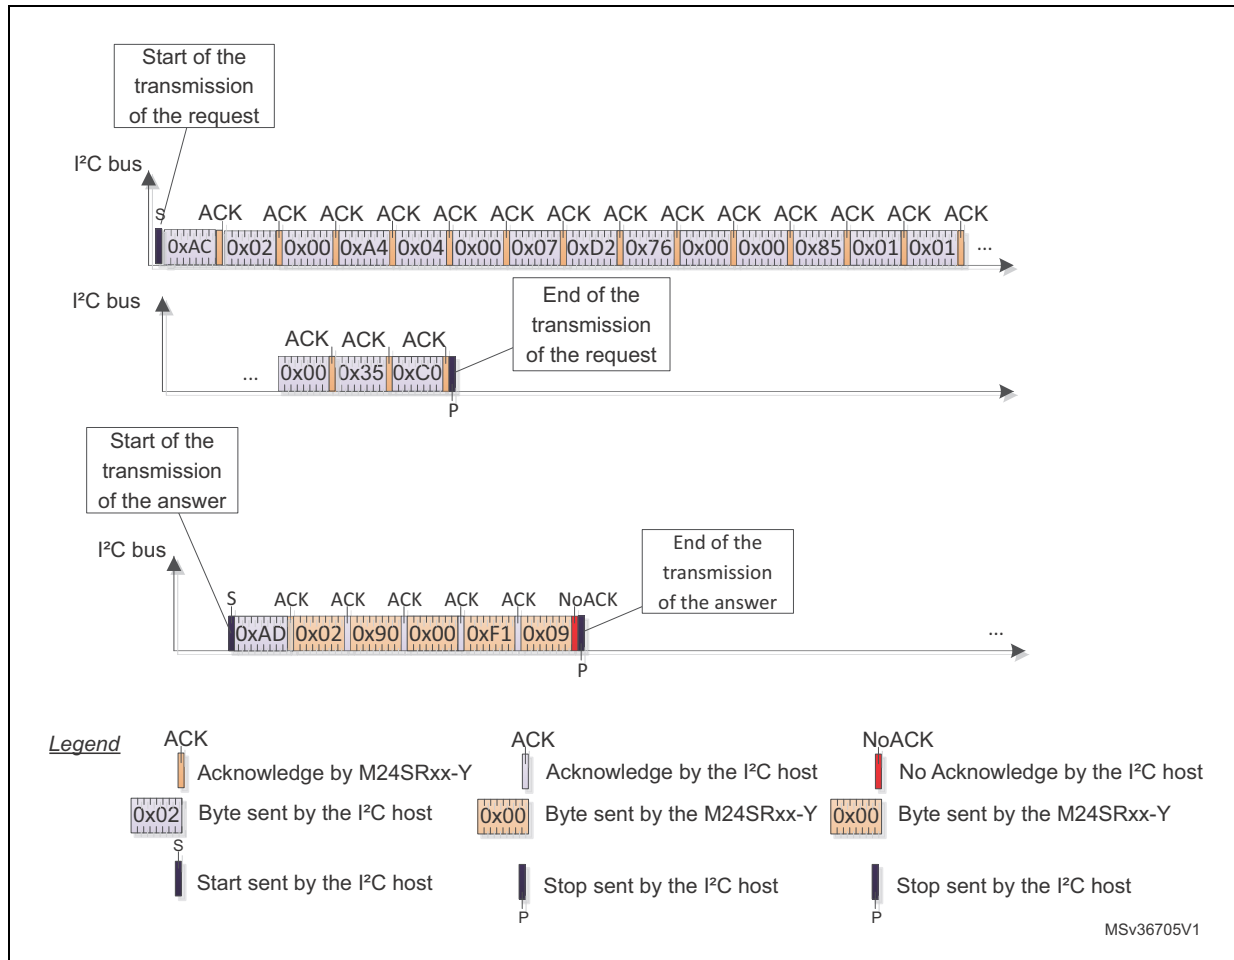 Start of the
transmission
of the request
I²C bus
S
ACK ACK ACK ACK ACK ACK ACK ACK ACK ACK ACK ACK ACK ACK
0xAC 0x02 0x00 0xA4 0x04 0x00 0x07 0xD2 0x76 0x00 0x00 0x85 0x01 0x01 ...
I²C bus
End of the
transmission
of the request
ACK ACK ACK
... 0x00 0x35 0xC0
P
Start of the
transmission
of the answer
I²C bus
End of the
transmission
of the answer
S ACK ACK ACK ACK ACK NoACK
0xAD 0x02 0x90 0x00 0xF1 0x09 ...
P
Legend
ACK ACK NoACK
Acknowledge by M24SRxx-Y Acknowledge by the I²C host No Acknowledge by the I²C host
0x02 Byte sent by the I²C host 0x00 Byte sent by the M24SRxx-Y 0x00 Byte sent by the M24SRxx-Y
S
Start sent by the I²C host Stop sent by the I²C host Stop sent by the I²C host
P P
MSv36705V1